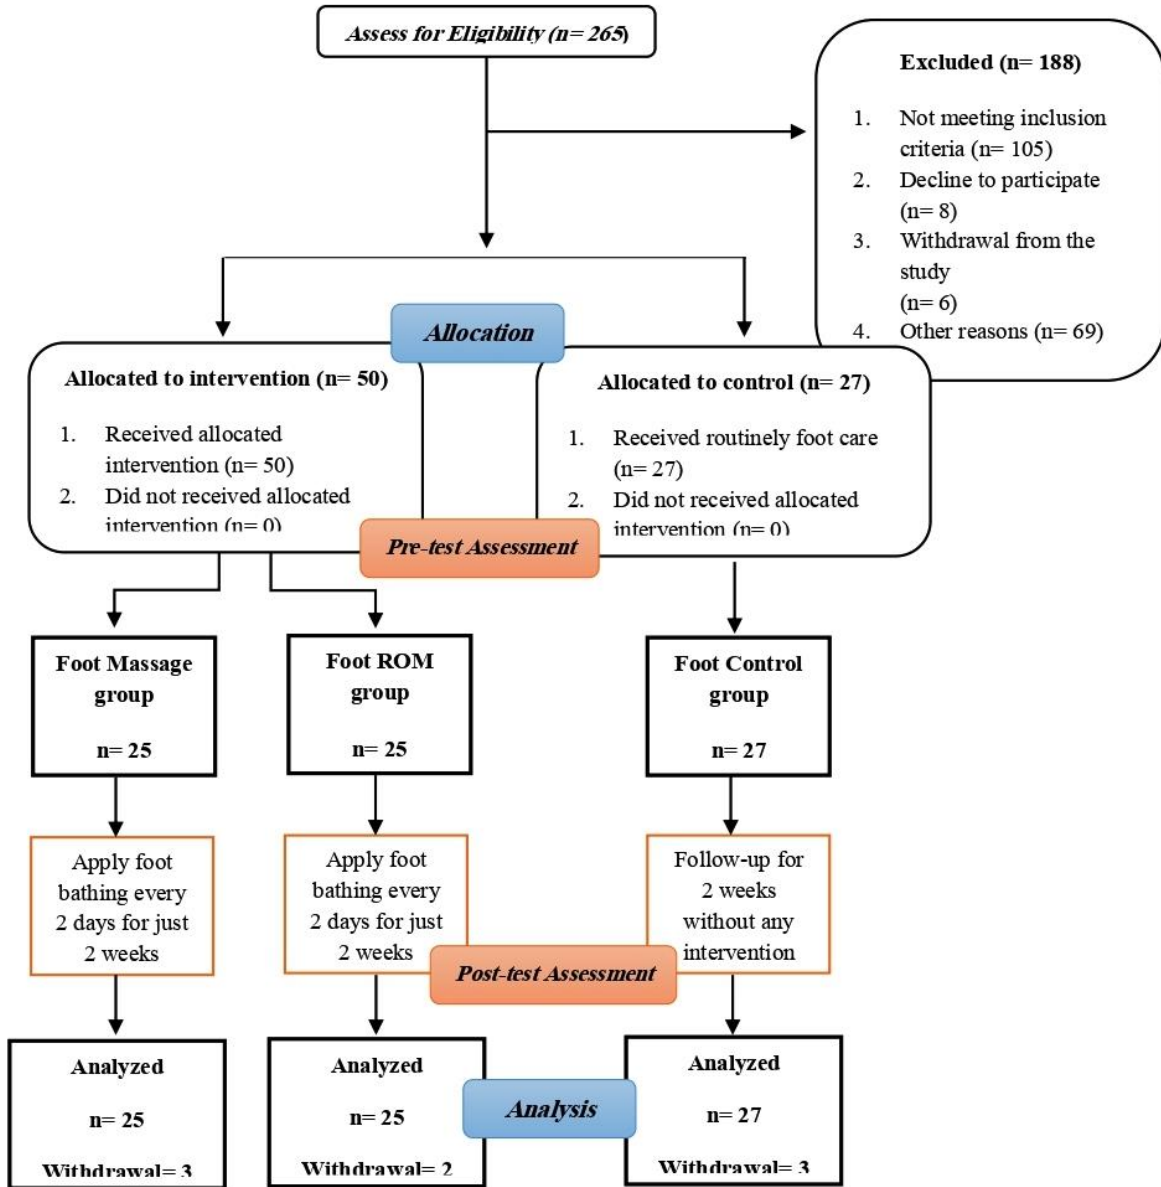 Assess for Eligibility (n= 265)
Excluded (n= 188)
1. Not meeting inclusion
criteria (n= 105)
2. Decline to participate
(n= 8)
3. Withdrawal from the
study
(n= 6)
4. Other reasons (n= 69)
Allocation
Allocated to intervention (n= 50)
1. Received allocated
intervention (n= 50)
2. Did not received allocated
intervention (n= 0)
Allocated to control (n= 27)
1. Received routinely foot care
(n= 27)
2. Did not received allocated
intervention (n= 0)
Pre-test Assessment
Foot Massage
group
n= 25
Foot ROM
group
n= 25
Foot Control
group
n= 27
Apply foot
bathing every
2 days for just
2 weeks
Apply foot
bathing every
2 days for just
2 weeks
Follow-up for
2 weeks
without any
intervention
Post-test Assessment
Analyzed
n= 25
Withdrawal= 3
Analyzed
n= 25
Withdrawal= 2
Analyzed
n= 27
Withdrawal= 3
Analysis